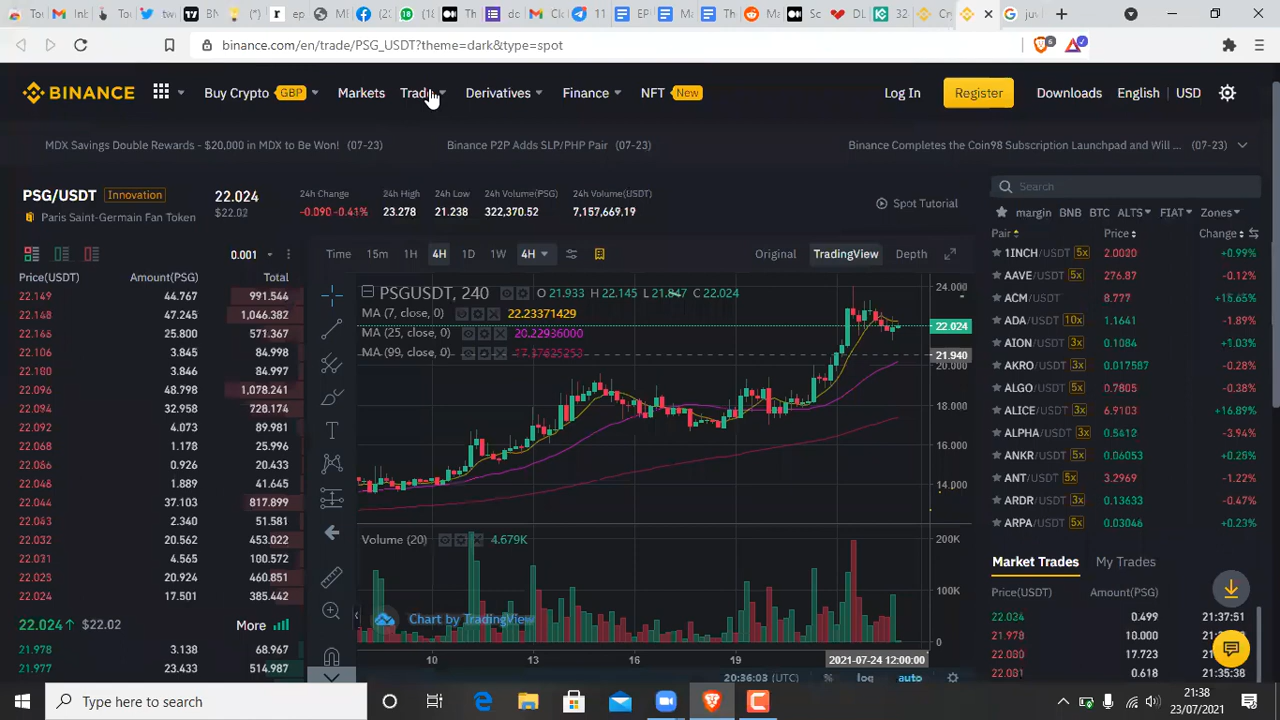 binance.com/en/trade/PSG_USDT?theme=dark&type=spot
BINANCE Buy Crypto GBP Markets Trade Derivatives Finance NFT New Log In Register Downloads English USD
MDX Savings Double Rewards - $20,000 in MDX to Be Won! (07-23) Binance P2P Adds SLP/PHP Pair (07-23) Binance Completes the Coin98 Subscription Launchpad and Will ... (07-23)
PSG/USDT Innovation 22.024 24h Change 24h High 24h Low 24h Volume(PSG) 24h Volume(USDT)
Paris Saint-Germain Fan Token $22.02 -0.090 -0.41% 23.278 21.238 322,370.52 7,157,669.19
Spot Tutorial
0.001
Price(USDT) Amount(PSG) Total
22.149 44.767 991.544
22.148 47.245 1,046.382
22.146 25.800 571.367
22.106 3.845 84.998
22.100 3.845 84.997
22.096 48.798 1,078.241
22.094 32.958 728.174
22.092 4.073 89.981
22.068 1.178 25.996
22.066 0.926 20.433
22.046 1.889 41.645
22.044 37.103 817.899
22.043 2.340 51.581
22.032 20.562 453.022
22.031 4.565 100.572
22.023 20.924 460.851
22.024 17.501 385.442
22.024↑ $22.02 More
21.978 3.138 68.967
21.977 23.433 514.987
Time 15m 1H 4H 1D 1W 4H Original TradingView Depth
PSGUSDT, 240 O 21.933 H 22.145 L 21.847 C 22.024
MA (7, close, 0) 22.23371429
MA (25, close, 0) 20.22936000
MA (99, close, 0) 17.37625253
24.000
22.024
21.940
20.000
18.000
16.000
14.000
Volume (20) 4.679K
200K
100K
0
Chart by TradingView
10 13 16 19 2021-07-24 12:00:00
20:36:03 (UTC) % log auto
Search
margin BNB BTC ALTS FIAT Zones
Pair Price Change
1INCH/USDT 5x 2.0030 +0.99%
AAVE/USDT 5x 276.87 -0.12%
ACM/USDT 8.777 +15.65%
ADA/USDT 10x 1.1641 -1.89%
AION/USDT 3x 0.1084 +1.03%
AKRO/USDT 3x 0.017587 -0.28%
ALGO/USDT 5x 0.7805 -0.38%
ALICE/USDT 3x 6.9103 +16.89%
ALPHA/USDT 3x 0.5412 -3.94%
ANKR/USDT 5x 0.06053 +0.25%
ANT/USDT 5x 3.2969 -1.22%
ARDR/USDT 3x 0.13633 -0.47%
ARPA/USDT 5x 0.03046 +0.23%
Market Trades My Trades
Price(USDT) Amount(PSG)
22.024 0.499 21:37:51
21.978 10.000 21:37:05
22.080 17.723 21:36:38
22.081 0.618 21:35:38
Type here to search
21:38
23/07/2021